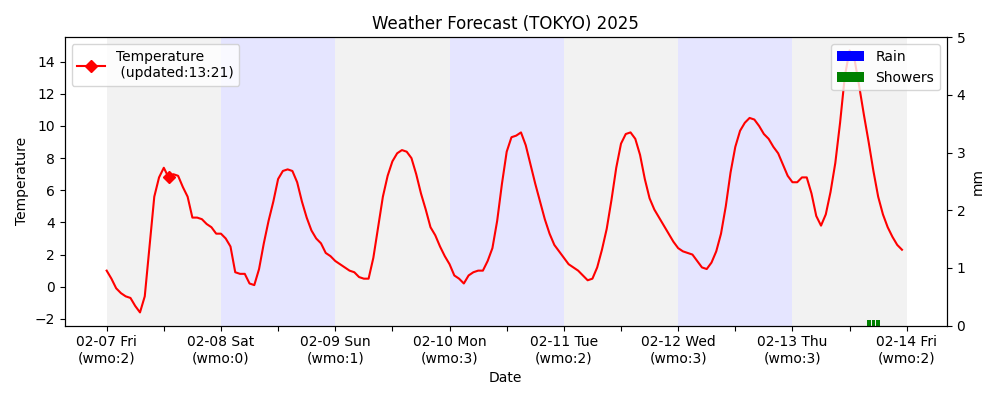 Weather Forecast (TOKYO) 2025
Temperature
(updated:13:21)
Rain
Showers
14
12
10
8
6
4
2
0
−2
Temperature
5
4
3
2
1
0
mm
02-07 Fri
(wmo:2)
02-08 Sat
(wmo:0)
02-09 Sun
(wmo:1)
02-10 Mon
(wmo:3)
02-11 Tue
(wmo:2)
02-12 Wed
(wmo:3)
02-13 Thu
(wmo:3)
02-14 Fri
(wmo:2)
Date